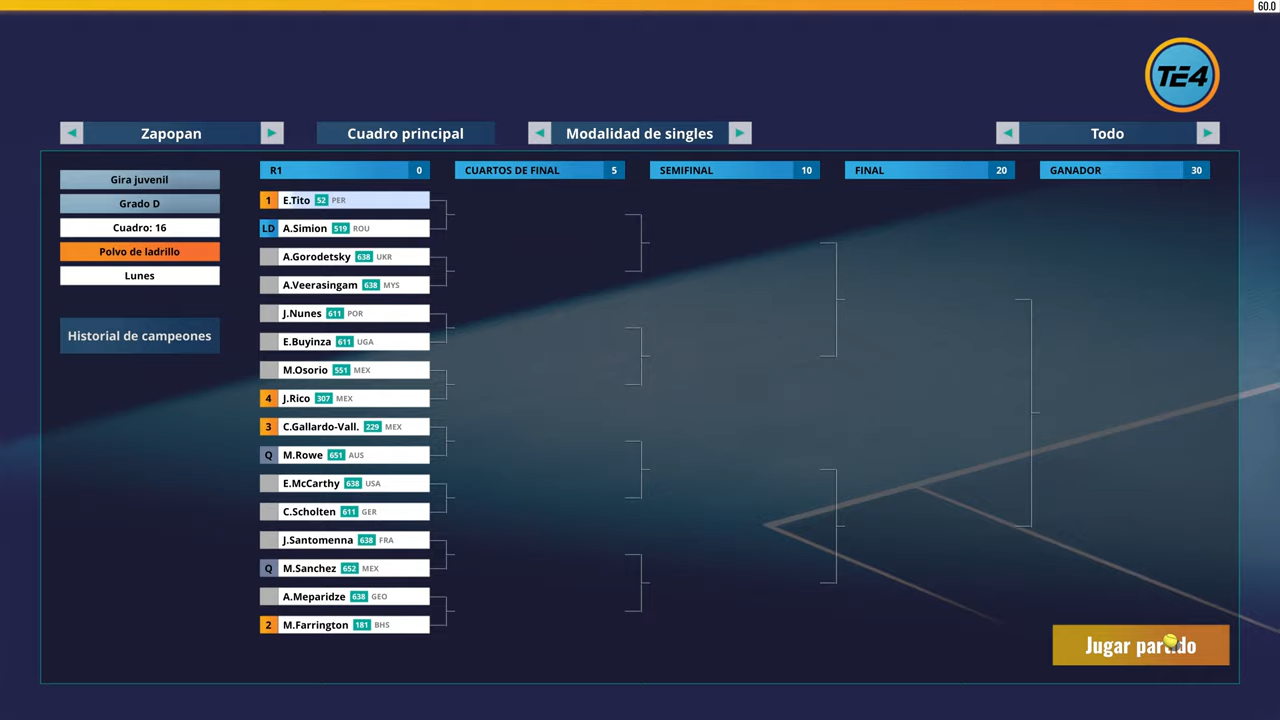 60.0
TE4
Zapopan
Cuadro principal
Modalidad de singles
Todo
Gira juvenil
Grado D
Cuadro: 16
Polvo de ladrillo
Lunes
Historial de campeones
R1 0
CUARTOS DE FINAL 5
SEMIFINAL 10
FINAL 20
GANADOR 30
1 E.Tito 52 PER
LD A.Simion 519 ROU
A.Gorodetsky 638 UKR
A.Veerasingam 638 MYS
J.Nunes 611 POR
E.Buyinza 611 UGA
M.Osorio 551 MEX
4 J.Rico 307 MEX
3 C.Gallardo-Vall. 229 MEX
Q M.Rowe 651 AUS
E.McCarthy 638 USA
C.Scholten 611 GER
J.Santomenna 638 FRA
Q M.Sanchez 652 MEX
A.Meparidze 638 GEO
2 M.Farrington 181 BHS
Jugar partido